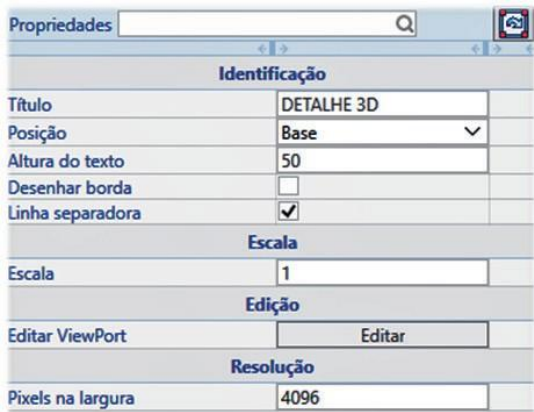 Propriedades
Identificação
Título DETALHE 3D
Posição Base
Altura do texto 50
Desenhar borda
Linha separadora
Escala
Escala 1
Edição
Editar ViewPort Editar
Resolução
Pixels na largura 4096